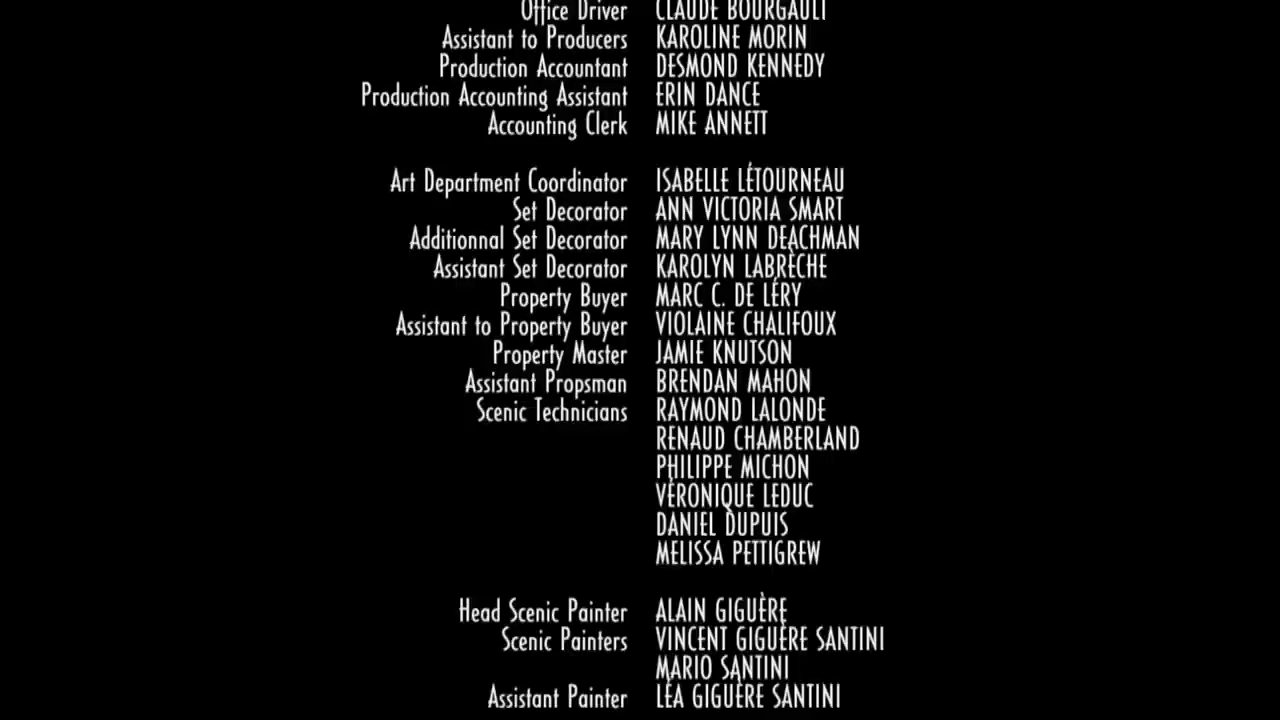 Office Driver CLAUDE BOURGAULT
Assistant to Producers KAROLINE MORIN
Production Accountant DESMOND KENNEDY
Production Accounting Assistant ERIN DANCE
Accounting Clerk MIKE ANNETT
Art Department Coordinator ISABELLE LÉTOURNEAU
Set Decorator ANN VICTORIA SMART
Additionnal Set Decorator MARY LYNN DEACHMAN
Assistant Set Decorator KAROLYN LABRÈCHE
Property Buyer MARC C. DE LÉRY
Assistant to Property Buyer VIOLAINE CHALIFOUX
Property Master JAMIE KNUTSON
Assistant Propsman BRENDAN MAHON
Scenic Technicians RAYMOND LALONDE
RENAUD CHAMBERLAND
PHILIPPE MICHON
VÉRONIQUE LEDUC
DANIEL DUPUIS
MELISSA PETTIGREW
Head Scenic Painter ALAIN GIGUÈRE
Scenic Painters VINCENT GIGUÈRE SANTINI
MARIO SANTINI
Assistant Painter LÉA GIGUÈRE SANTINI